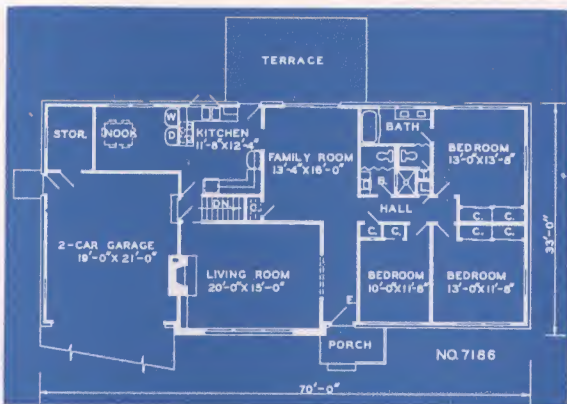 TERRACE
STOR.
NOOK
W
D
KITCHEN
11'-8"X12'-4"
FAMILY ROOM
13'-4"X16'-0"
BATH
B.
BEDROOM
13'-0"X13'-8"
HALL
DN.
C.
C.
C.
C.
C.
C.
C.
2-CAR GARAGE
19'-0"X21'-0"
LIVING ROOM
20'-0"X15'-0"
BEDROOM
10'-0"X11'-8"
BEDROOM
13'-0"X11'-8"
E.
PORCH
NO. 7186
33'-0"
70'-0"